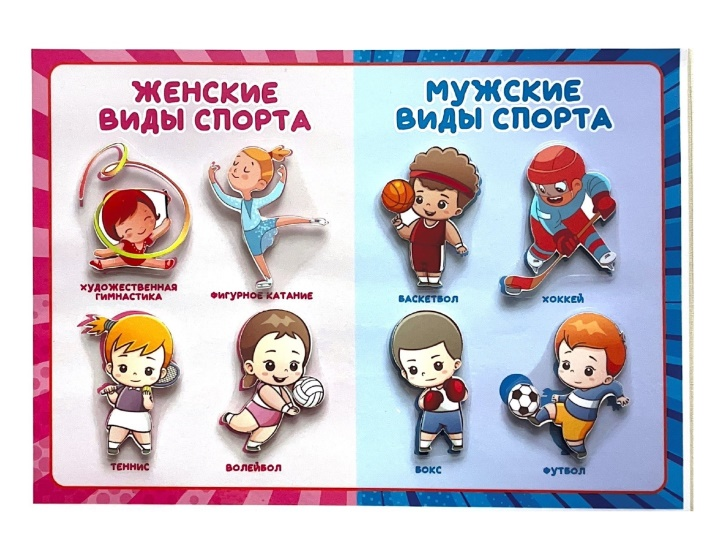 ЖЕНСКИЕ
ВИДЫ СПОРТА
МУЖСКИЕ
ВИДЫ СПОРТА
ХУДОЖЕСТВЕННАЯ
ГИМНАСТИКА
ФИГУРНОЕ КАТАНИЕ
БАСКЕТБОЛ
ХОККЕЙ
ТЕННИС
ВОЛЕЙБОЛ
БОКС
ФУТБОЛ